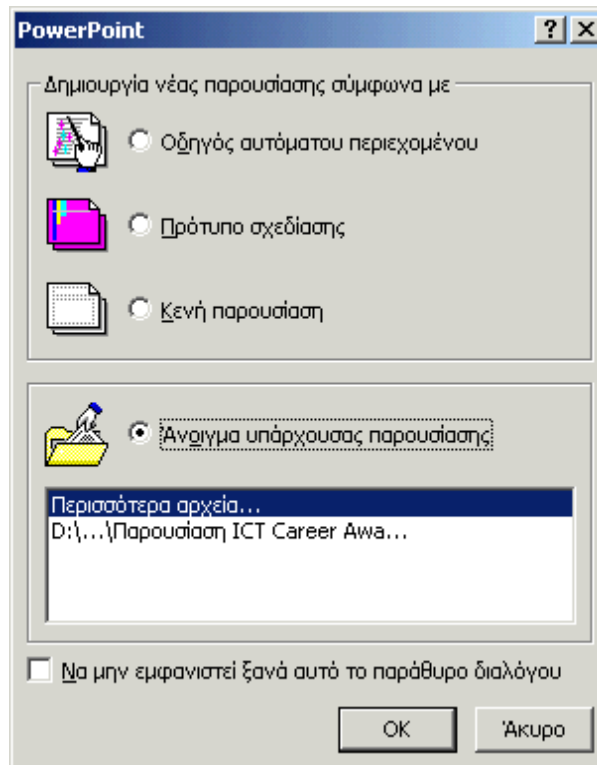 PowerPoint
Δημιουργία νέας παρουσίασης σύμφωνα με
Οδηγός αυτόματου περιεχομένου
Πρότυπο σχεδίασης
Κενή παρουσίαση
Άνοιγμα υπάρχουσας παρουσίασης
Περισσότερα αρχεία...
D:\...\Παρουσίαση ICT Career Awa...
Να μην εμφανιστεί ξανά αυτό το παράθυρο διαλόγου
OK
Άκυρο